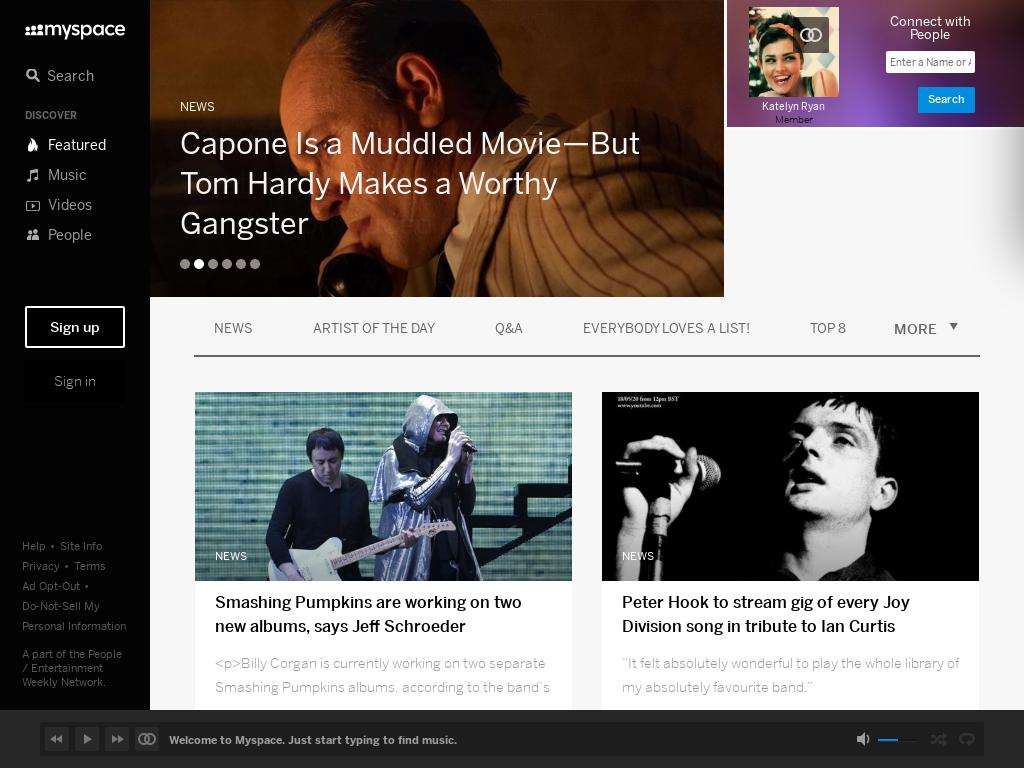 myspace
Search
DISCOVER
Featured
Music
Videos
People
Sign up
Sign in
Help • Site Info
Privacy • Terms
Ad Opt-Out •
Do-Not-Sell My
Personal Information
A part of the People
/ Entertainment
Weekly Network.
NEWS
Capone Is a Muddled Movie—But
Tom Hardy Makes a Worthy
Gangster
Katelyn Ryan
Member
Connect with
People
Enter a Name or
Search
NEWS ARTIST OF THE DAY Q&A EVERYBODY LOVES A LIST! TOP 8 MORE
NEWS
Smashing Pumpkins are working on two
new albums, says Jeff Schroeder
<p>Billy Corgan is currently working on two separate
Smashing Pumpkins albums, according to the band’s
18/05/20 from 12pm BST
www.youtube.com
NEWS
Peter Hook to stream gig of every Joy
Division song in tribute to Ian Curtis
“It felt absolutely wonderful to play the whole library of
my absolutely favourite band.”
Welcome to Myspace. Just start typing to find music.